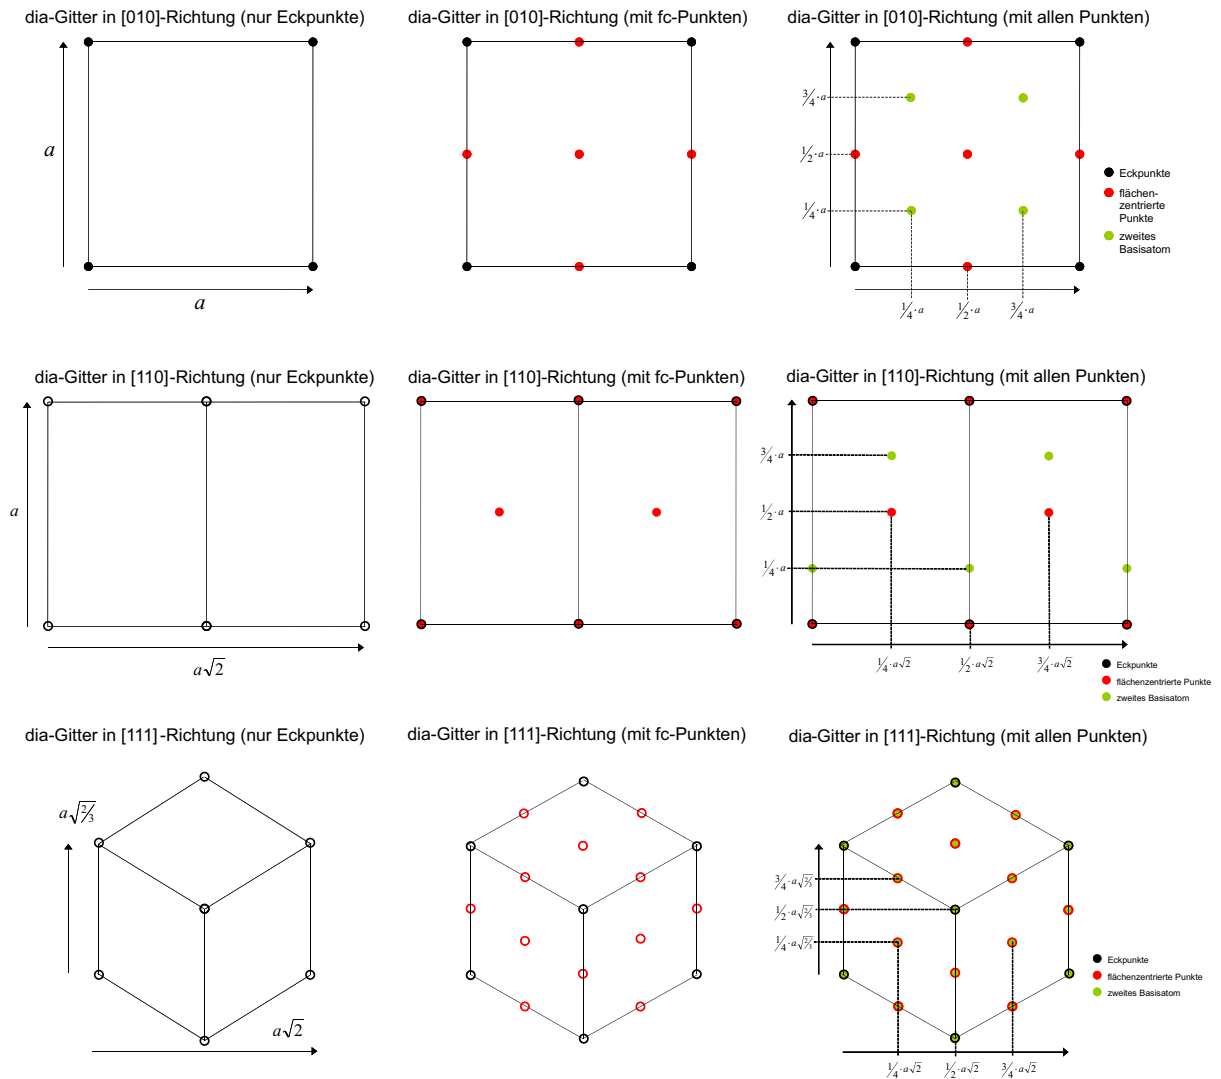 dia-Gitter in [010]-Richtung (nur Eckpunkte)
dia-Gitter in [010]-Richtung (mit fc-Punkten)
dia-Gitter in [010]-Richtung (mit allen Punkten)
a
a
3/4·a
1/2·a
1/4·a
1/4·a
1/2·a
3/4·a
Eckpunkte
flächen-
zentrierte
Punkte
zweites
Basisatom
dia-Gitter in [110]-Richtung (nur Eckpunkte)
dia-Gitter in [110]-Richtung (mit fc-Punkten)
dia-Gitter in [110]-Richtung (mit allen Punkten)
a
a√2
3/4·a
1/2·a
1/4·a
1/4·a√2
1/2·a√2
3/4·a√2
Eckpunkte
flächenzentrierte Punkte
zweites Basisatom
dia-Gitter in [111]-Richtung (nur Eckpunkte)
dia-Gitter in [111]-Richtung (mit fc-Punkten)
dia-Gitter in [111]-Richtung (mit allen Punkten)
a√2/3
a√2
3/4·a√2/3
1/2·a√2/3
1/4·a√2/3
1/4·a√2
1/2·a√2
3/4·a√2
Eckpunkte
flächenzentrierte Punkte
zweites Basisatom